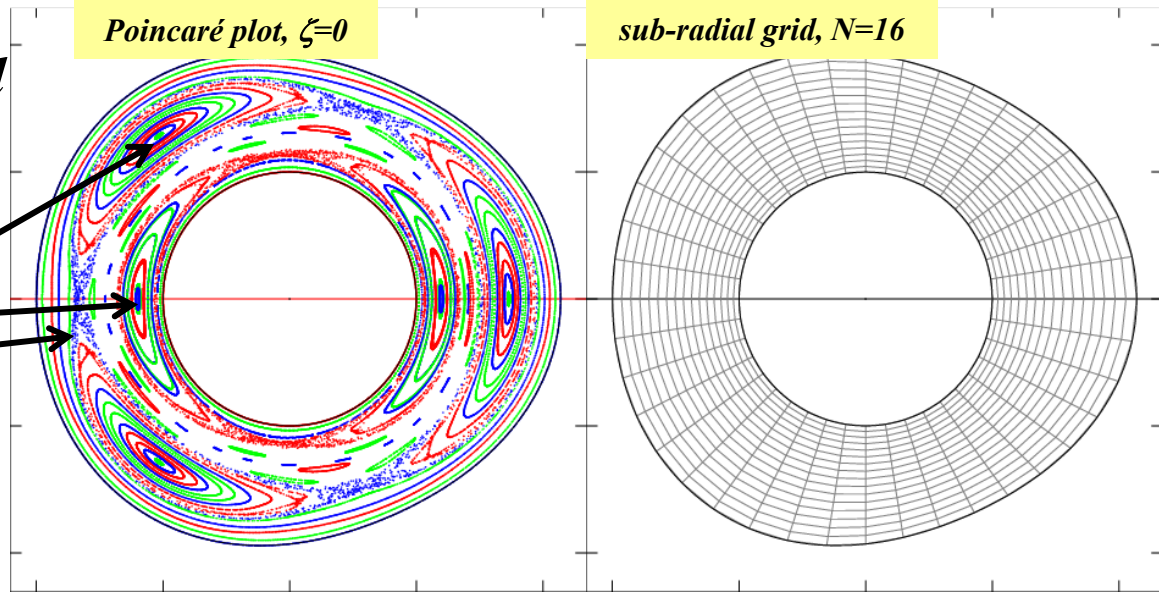 Poincaré plot, ζ=0
sub-radial grid, N=16